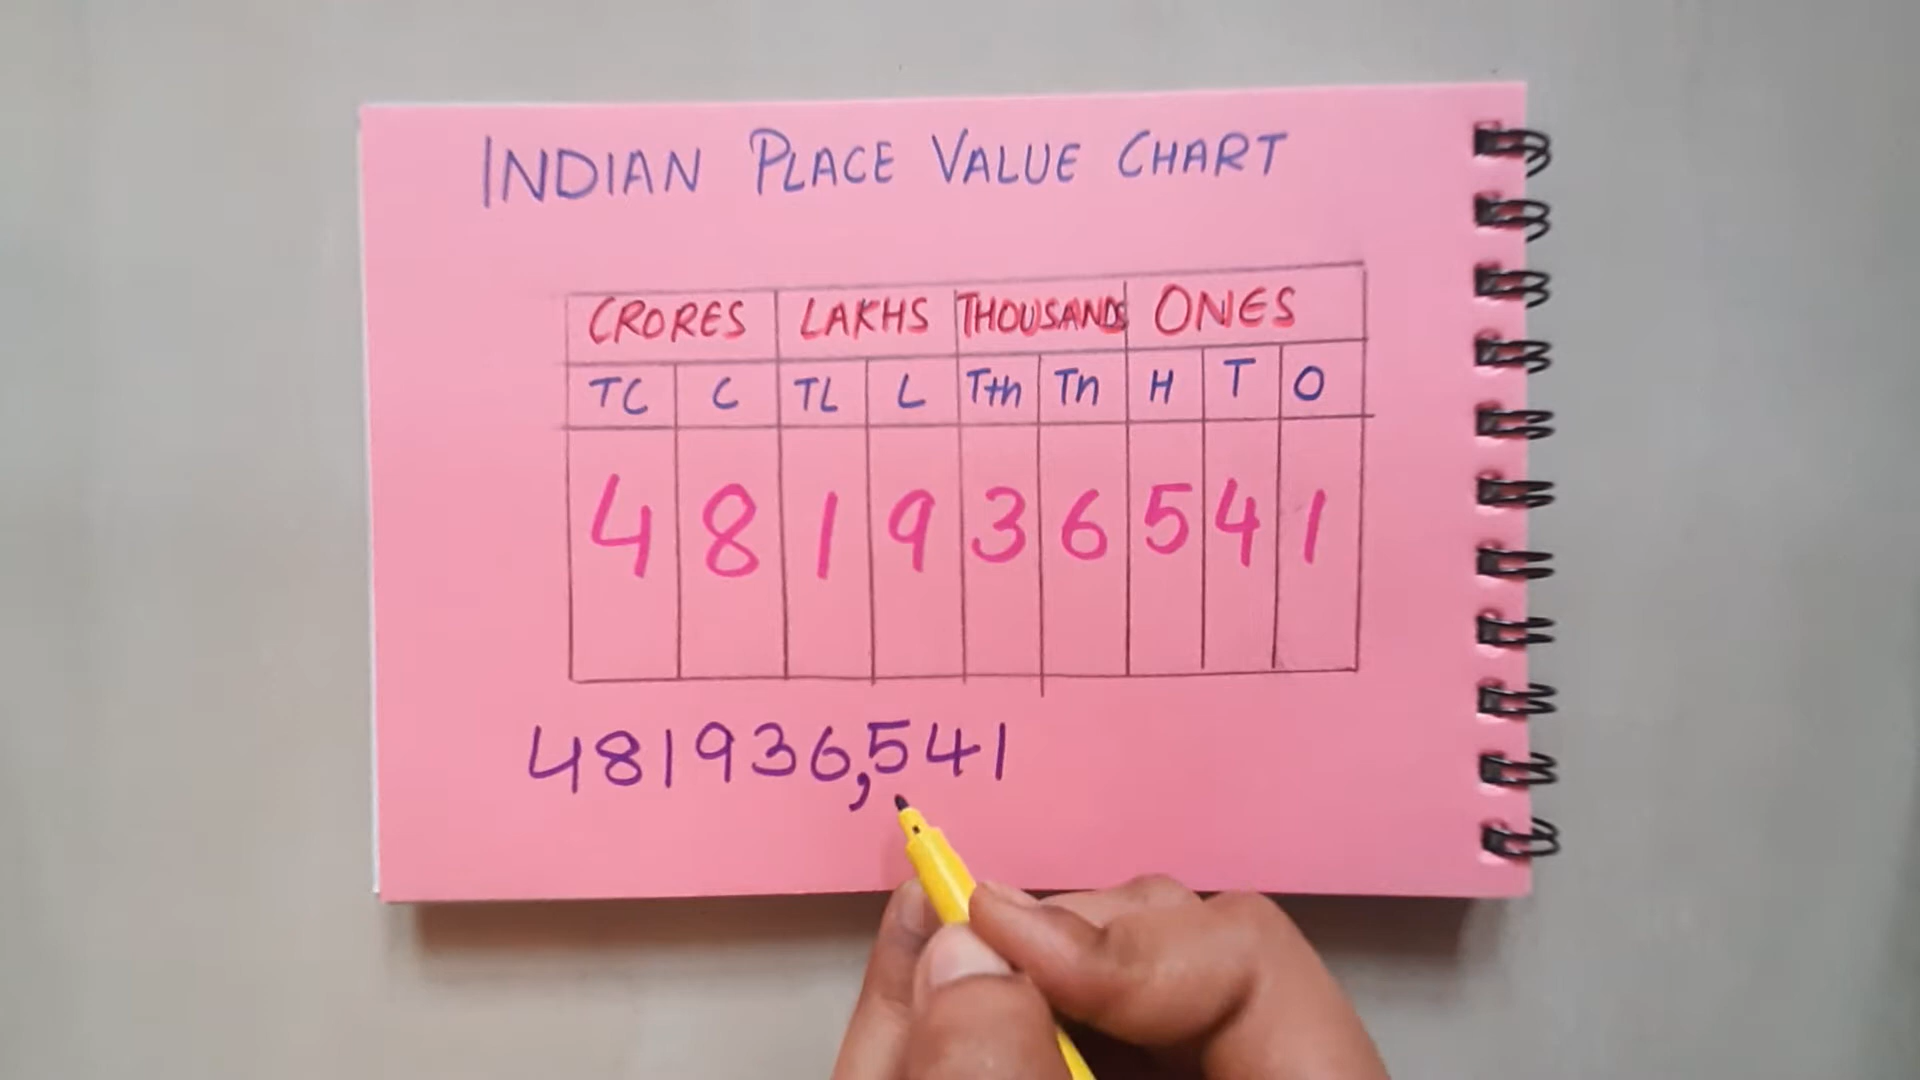 INDIAN PLACE VALUE CHART
CRORES LAKHS THOUSANDS ONES
TC C TL L Tth Th H T O
4 8 1 9 3 6 5 4 1
481936,541